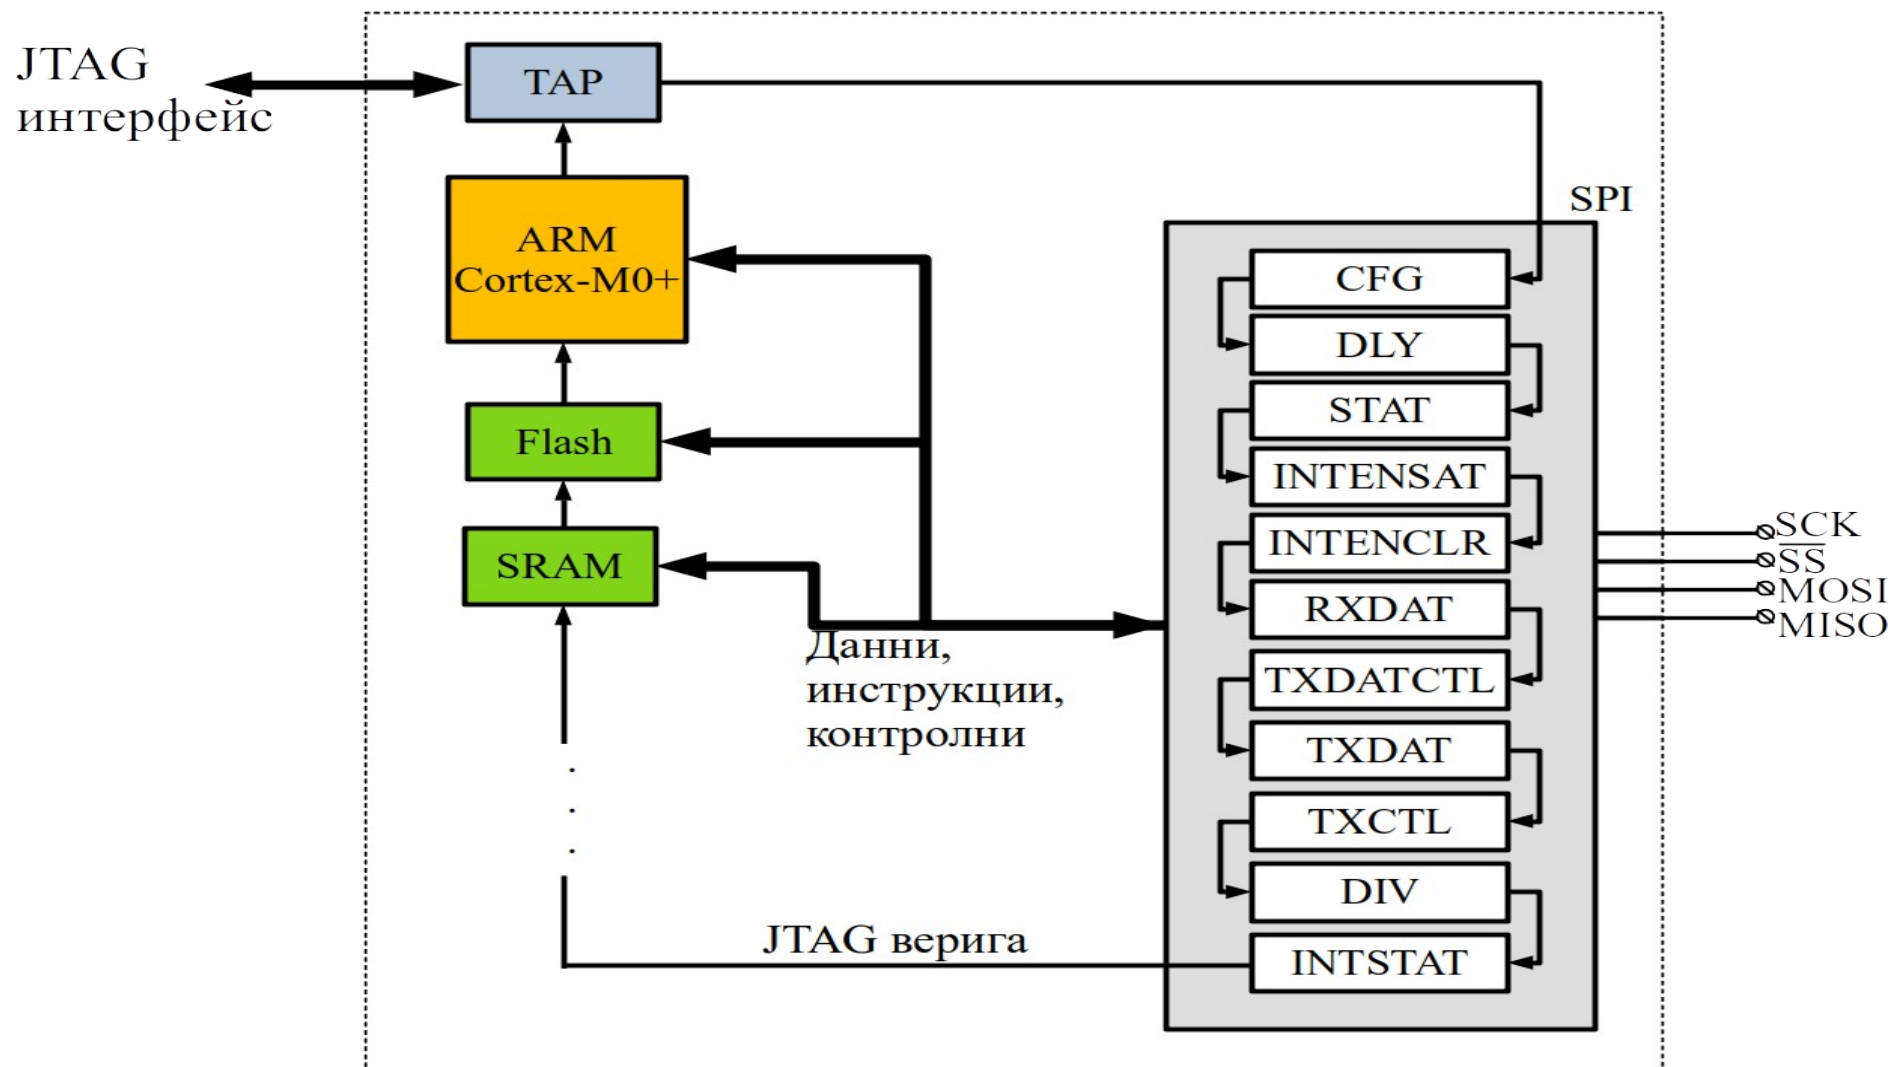 JTAG
интерфейс
TAP
ARM
Cortex-M0+
Flash
SRAM
Данни,
инструкции,
контролни
JTAG верига
SPI
CFG
DLY
STAT
INTENSAT
INTENCLR
RXDAT
TXDATCTL
TXDAT
TXCTL
DIV
INTSTAT
SCK
SS
MOSI
MISO